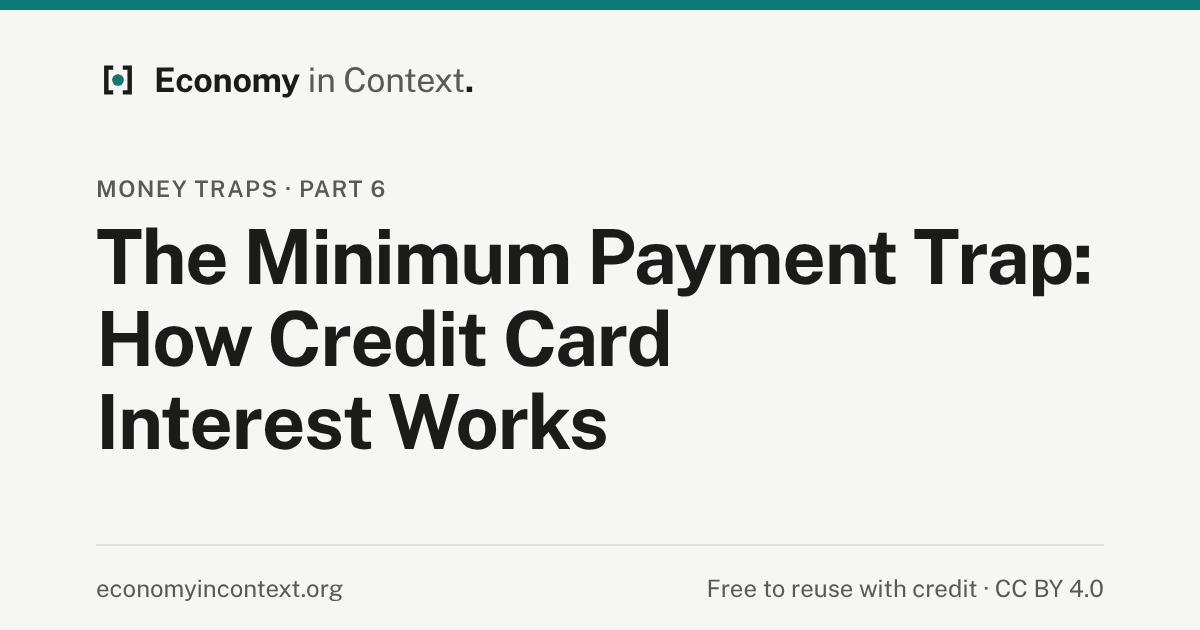 Economy in Context.
MONEY TRAPS · PART 6
The Minimum Payment Trap:
How Credit Card
Interest Works
economyincontext.org
Free to reuse with credit · CC BY 4.0